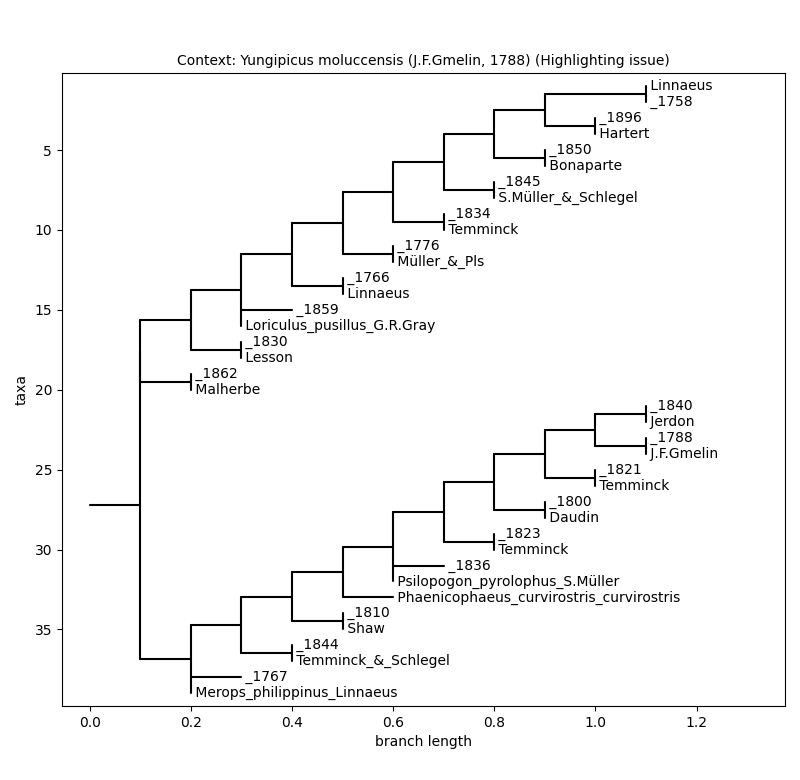 Context: Yungipicus moluccensis (J.F.Gmelin, 1788) (Highlighting issue)
Linnaeus
_1758
_1896
Hartert
_1850
Bonaparte
_1845
S.Müller_&_Schlegel
_1834
Temminck
_1776
Müller_&_Pls
_1766
Linnaeus
_1859
Loriculus_pusillus_G.R.Gray
_1830
Lesson
_1862
Malherbe
_1840
Jerdon
_1788
J.F.Gmelin
_1821
Temminck
_1800
Daudin
_1823
Temminck
_1836
Psilopogon_pyrolophus_S.Müller
Phaenicophaeus_curvirostris_curvirostris
_1810
Shaw
_1844
Temminck_&_Schlegel
_1767
Merops_philippinus_Linnaeus
5
10
15
20
25
30
35
taxa
0.0 0.2 0.4 0.6 0.8 1.0 1.2
branch length